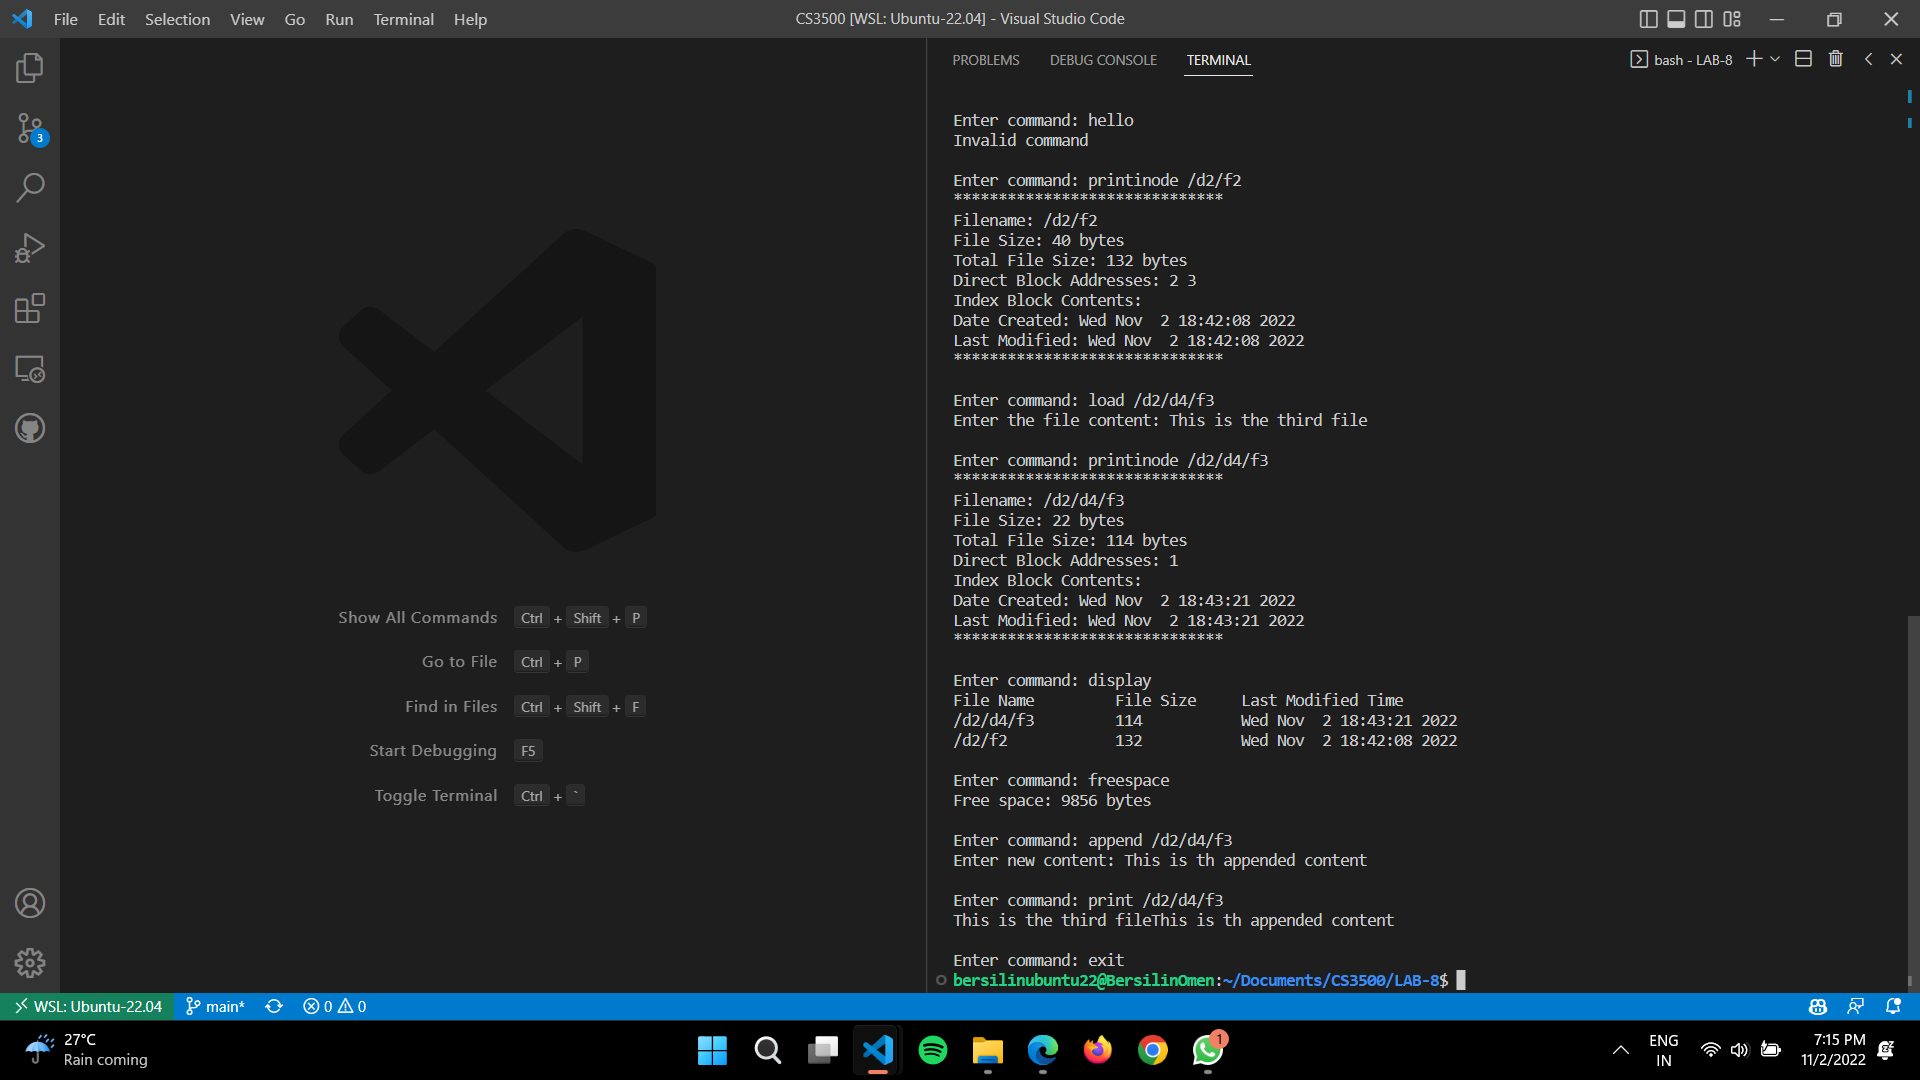 File Edit Selection View Go Run Terminal Help CS3500 [WSL: Ubuntu-22.04] - Visual Studio Code
3
Show All Commands Ctrl + Shift + P
Go to File Ctrl + P
Find in Files Ctrl + Shift + F
Start Debugging F5
Toggle Terminal Ctrl + `
PROBLEMS DEBUG CONSOLE TERMINAL bash - LAB-8
Enter command: hello
Invalid command
Enter command: printinode /d2/f2
******************************
Filename: /d2/f2
File Size: 40 bytes
Total File Size: 132 bytes
Direct Block Addresses: 2 3
Index Block Contents:
Date Created: Wed Nov  2 18:42:08 2022
Last Modified: Wed Nov  2 18:42:08 2022
******************************
Enter command: load /d2/d4/f3
Enter the file content: This is the third file
Enter command: printinode /d2/d4/f3
******************************
Filename: /d2/d4/f3
File Size: 22 bytes
Total File Size: 114 bytes
Direct Block Addresses: 1
Index Block Contents:
Date Created: Wed Nov  2 18:43:21 2022
Last Modified: Wed Nov  2 18:43:21 2022
******************************
Enter command: display
File Name         File Size     Last Modified Time
/d2/d4/f3         114           Wed Nov  2 18:43:21 2022
/d2/f2            132           Wed Nov  2 18:42:08 2022
Enter command: freespace
Free space: 9856 bytes
Enter command: append /d2/d4/f3
Enter new content: This is th appended content
Enter command: print /d2/d4/f3
This is the third fileThis is th appended content
Enter command: exit
bersilinubuntu22@BersilinOmen:~/Documents/CS3500/LAB-8$
WSL: Ubuntu-22.04 main* 0 0
27°C
Rain coming
1
ENG
IN
7:15 PM
11/2/2022